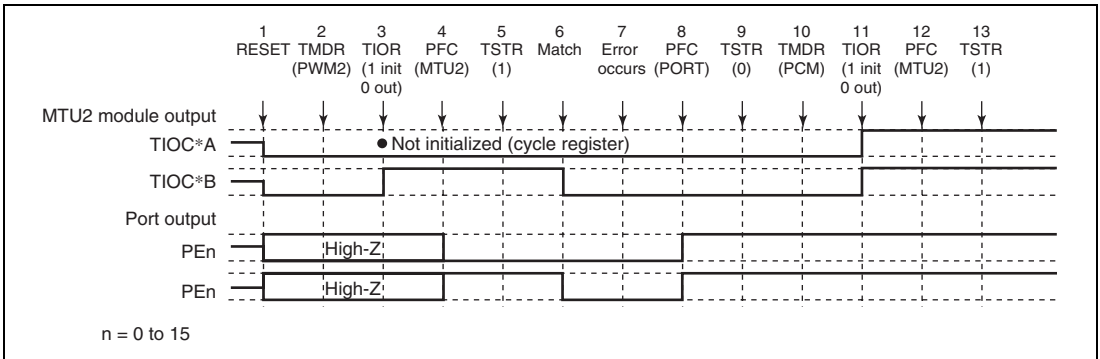 1 2 3 4 5 6 7 8 9 10 11 12 13
RESET TMDR TIOR PFC TSTR Match Error PFC TSTR TMDR TIOR PFC TSTR
(PWM2) (1 init (MTU2) (1) occurs (PORT) (0) (PCM) (1 init (MTU2) (1)
0 out) 0 out)
MTU2 module output
TIOC*A
● Not initialized (cycle register)
TIOC*B
Port output
PEn
High-Z
PEn
High-Z
n = 0 to 15